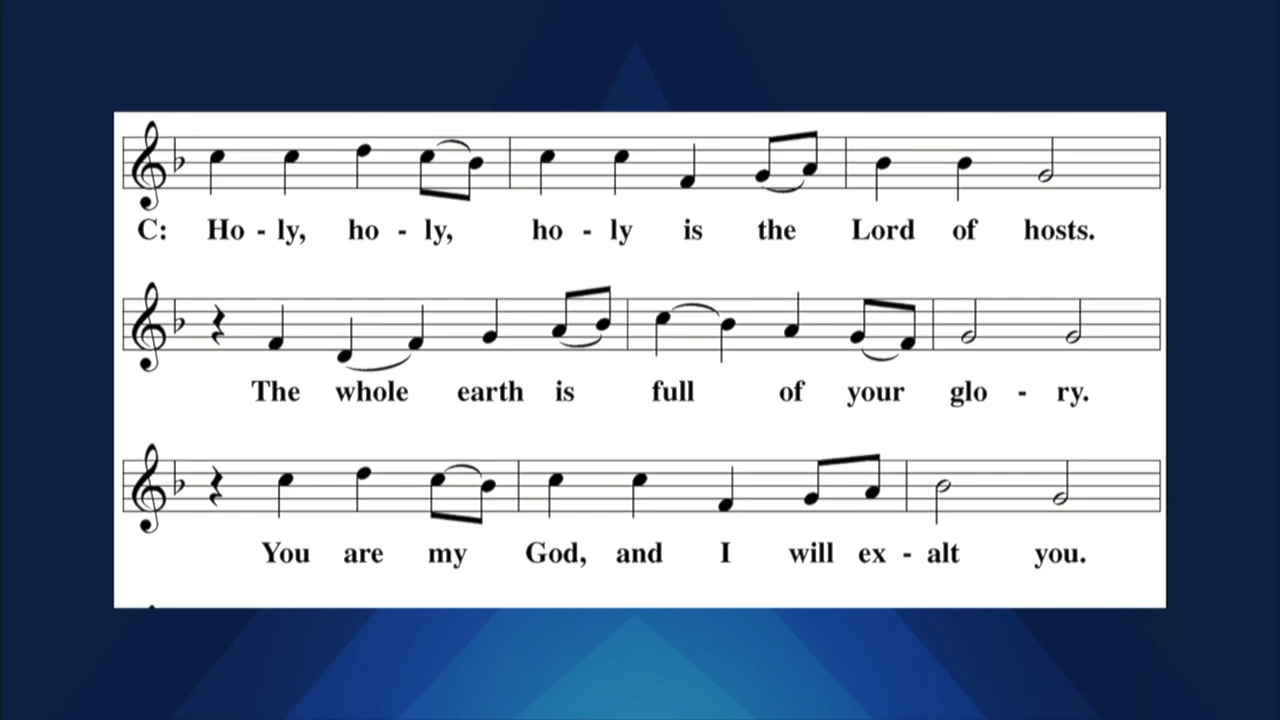 C: Ho - ly, ho - ly, ho - ly is the Lord of hosts.
The whole earth is full of your glo - ry.
You are my God, and I will ex - alt you.